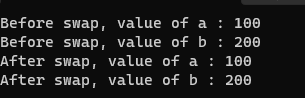 Before swap, value of a : 100
Before swap, value of b : 200
After swap, value of a : 100
After swap, value of b : 200